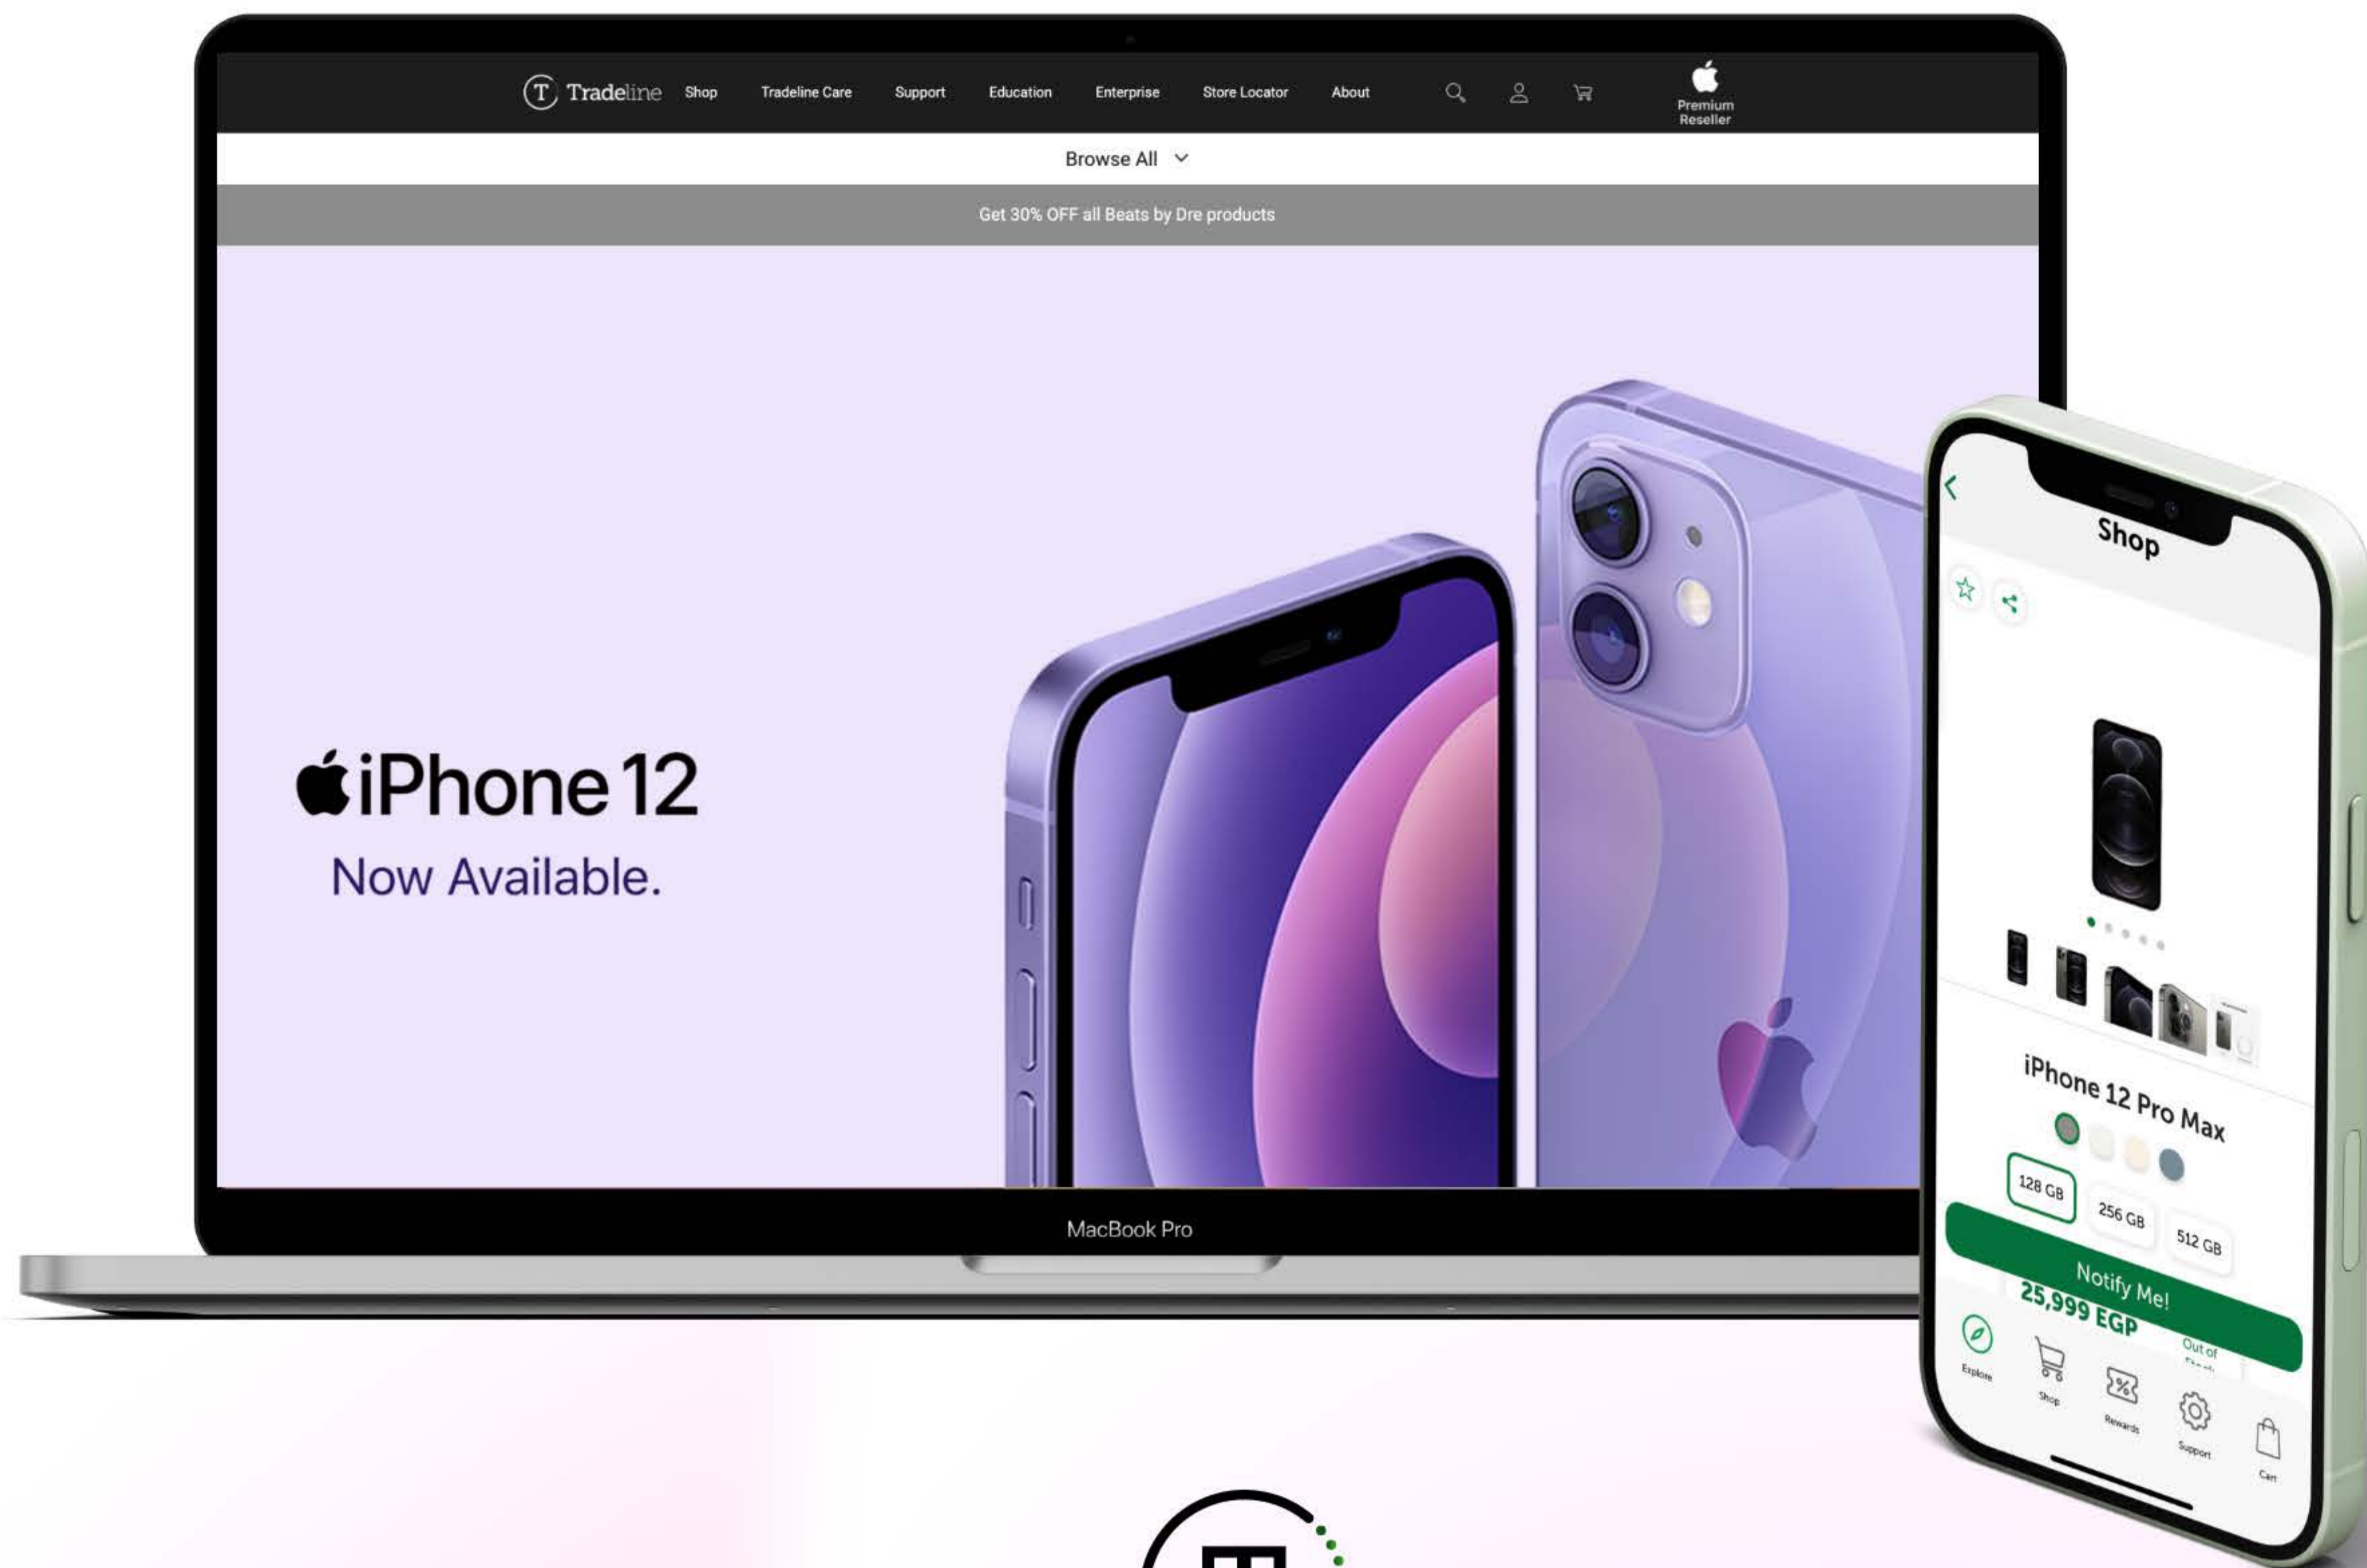 T Tradeline Shop Tradeline Care Support Education Enterprise Store Locator About
Premium
Reseller
Browse All
Get 30% OFF all Beats by Dre products
iPhone 12
Now Available.
MacBook Pro
Shop
iPhone 12 Pro Max
128 GB 256 GB 512 GB
Notify Me!
25,999 EGP
Out of
Explore Shop Rewards Support Cart
T